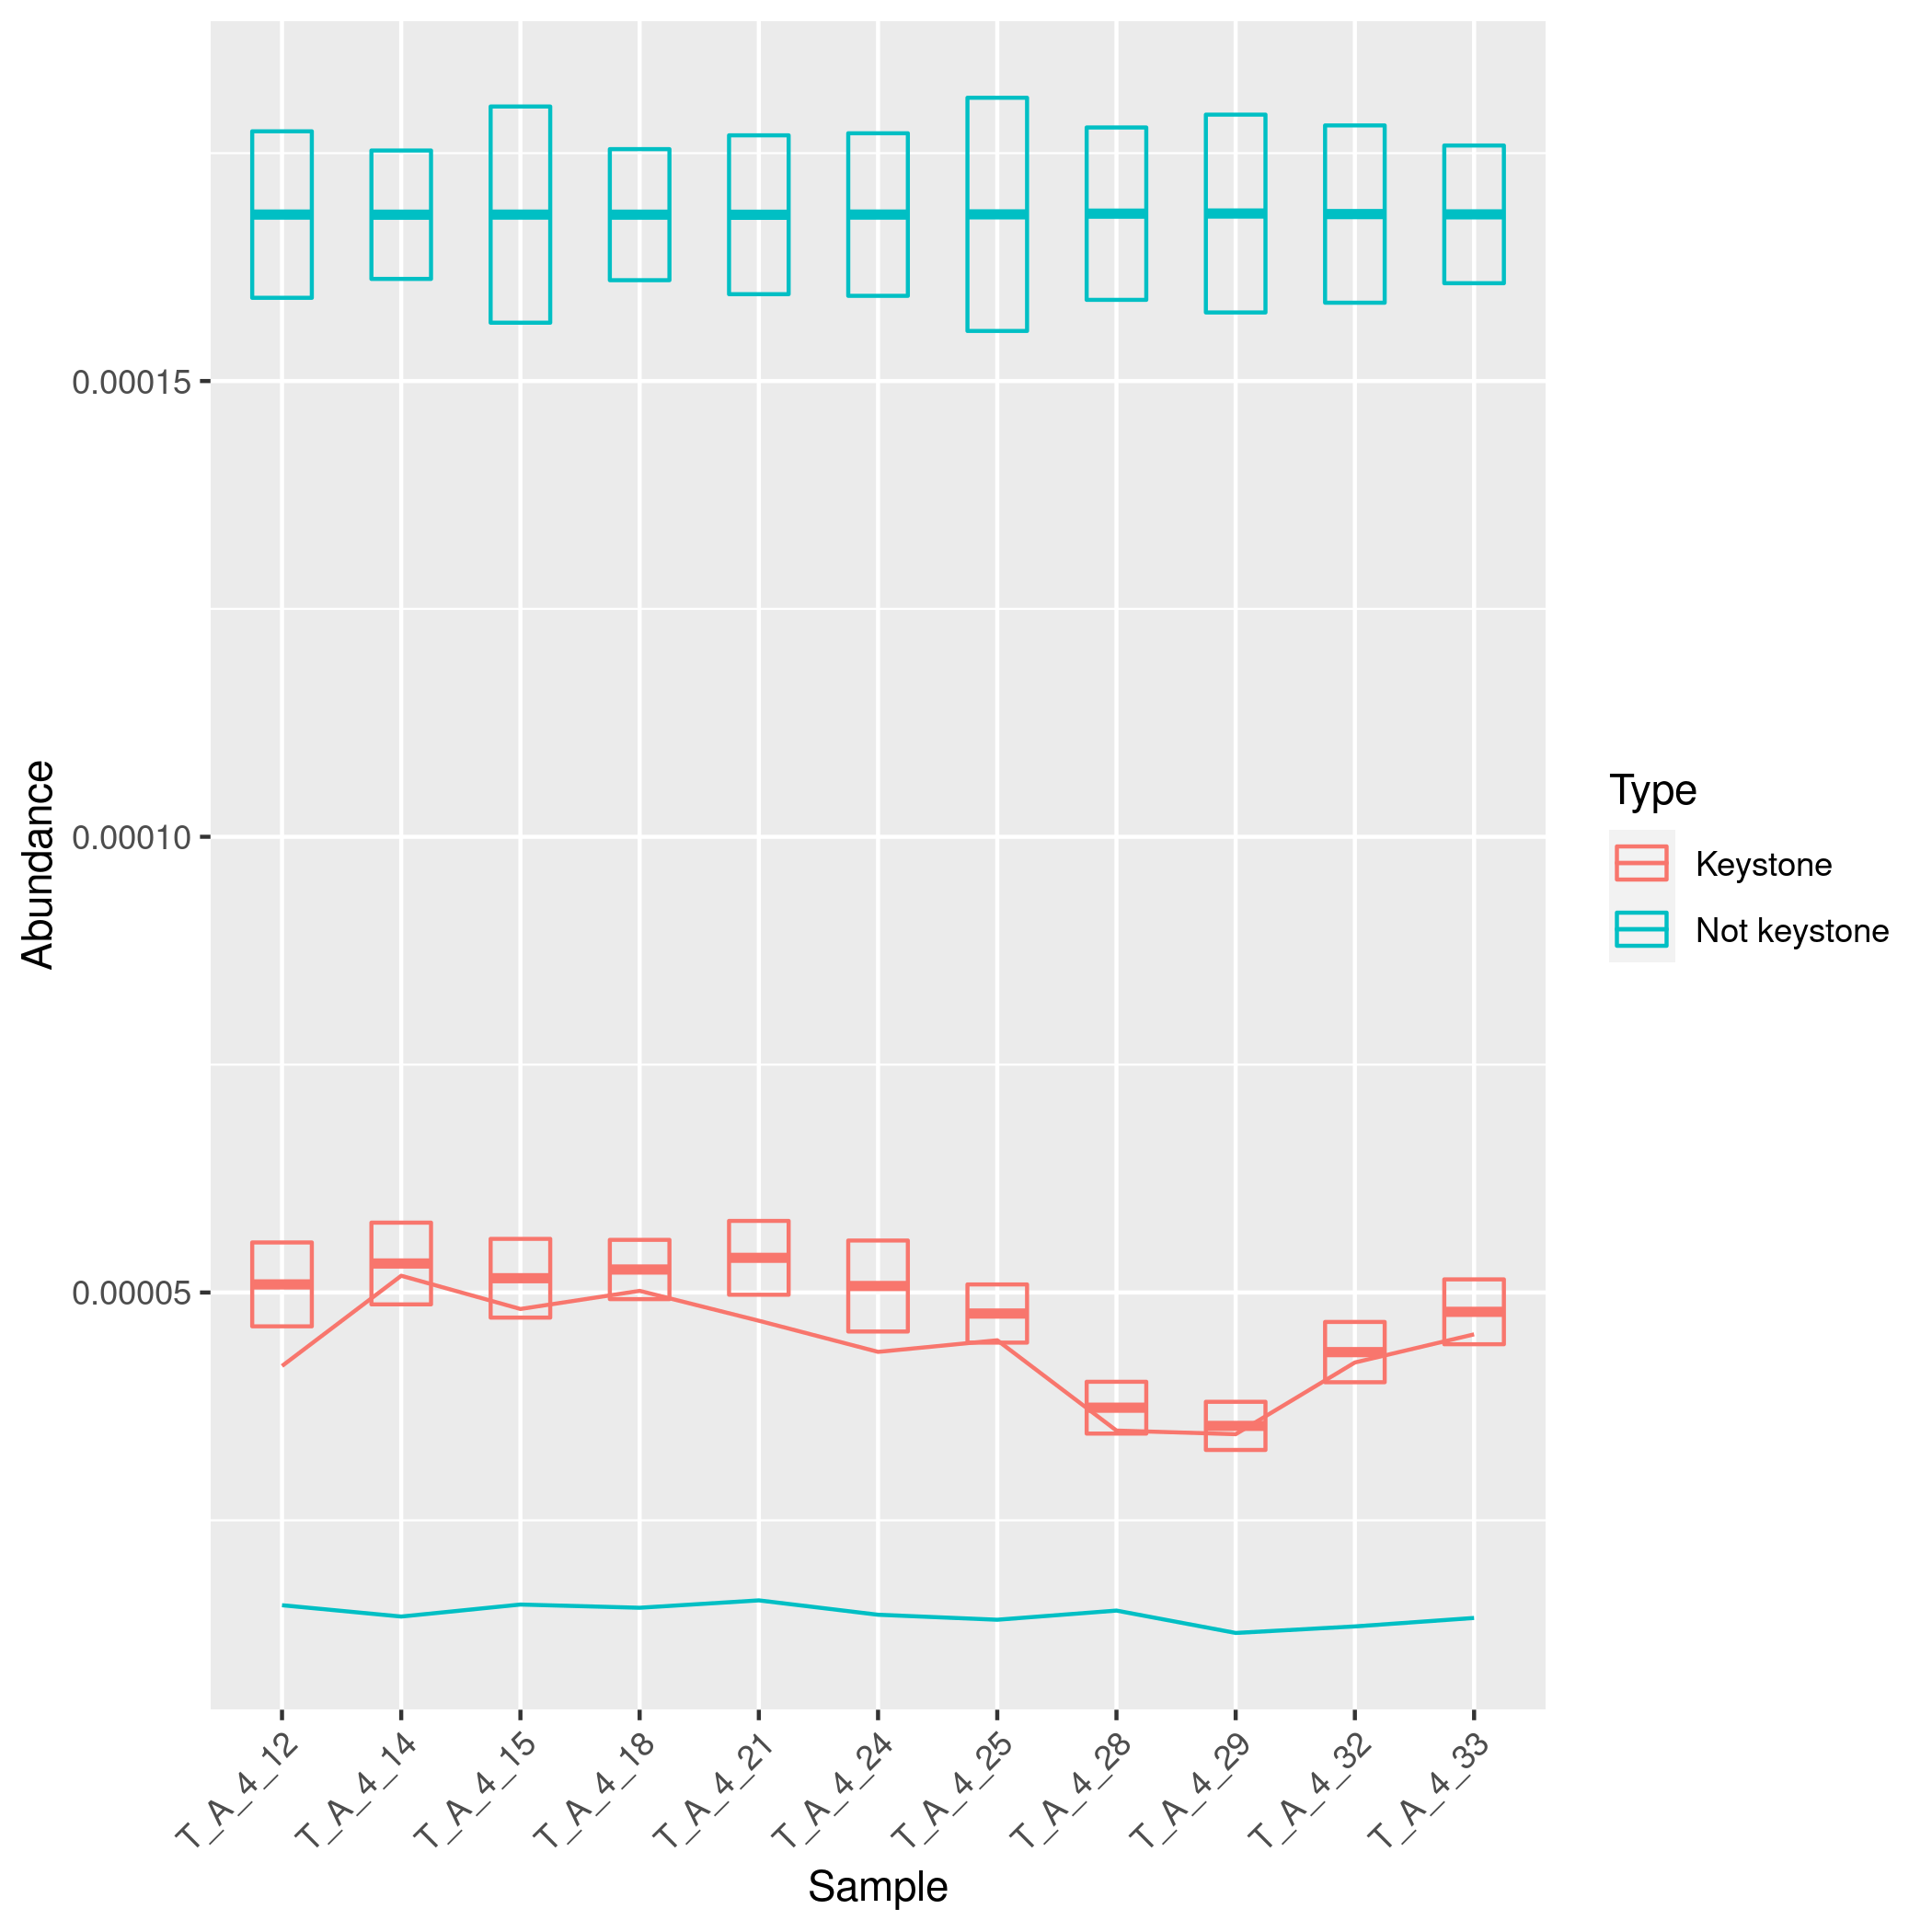 Abundance
0.00015
0.00010
0.00005
T_A_4_12
T_A_4_14
T_A_4_15
T_A_4_18
T_A_4_21
T_A_4_24
T_A_4_25
T_A_4_28
T_A_4_29
T_A_4_32
T_A_4_33
Sample
Type
Keystone
Not keystone